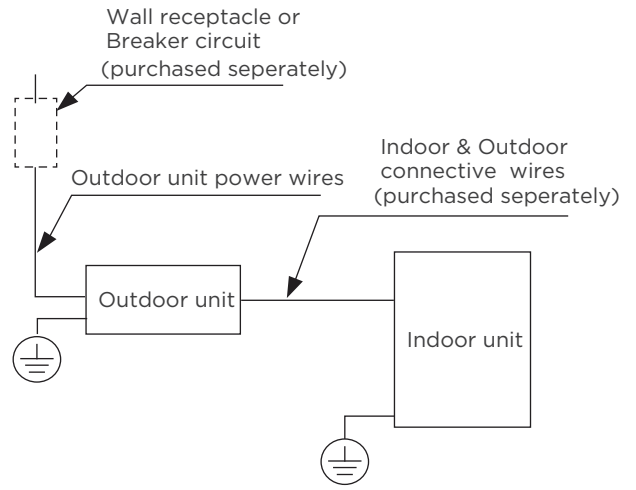 Wall receptacle or
Breaker circuit
(purchased seperately)
Indoor & Outdoor
connective wires
(purchased seperately)
Outdoor unit power wires
Outdoor unit
Indoor unit